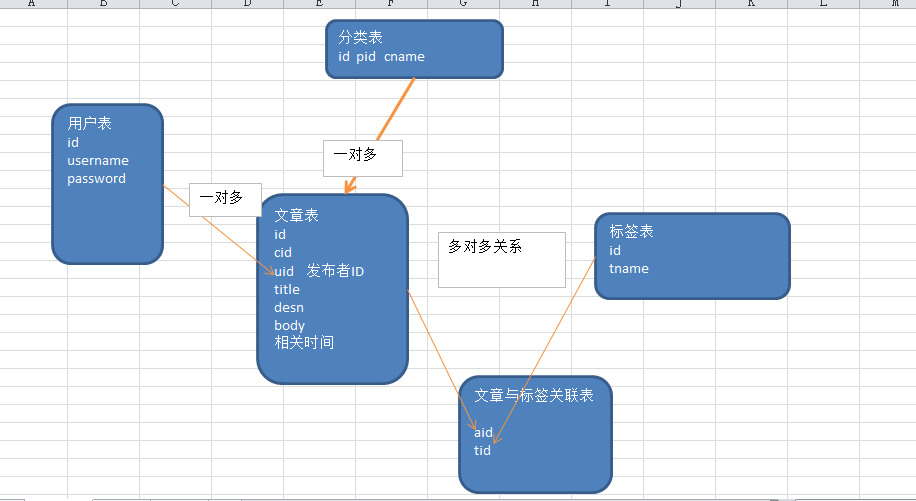 A B C D E F G H I J K L M
分类表
id pid cname
用户表
id
username
password
一对多
一对多
文章表
id
cid
uid 发布者ID
title
desn
body
相关时间
多对多关系
标签表
id
tname
文章与标签关联表
aid
tid